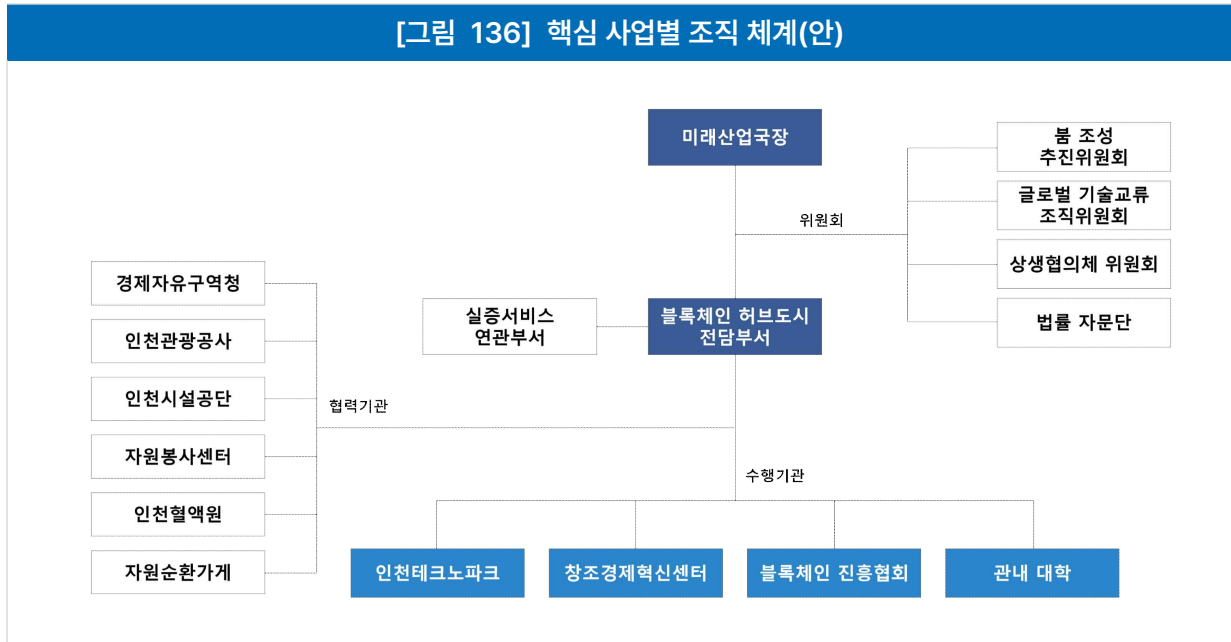 [그림 136] 핵심 사업별 조직 체계(안)
미래산업국장
붐 조성
추진위원회
글로벌 기술교류
조직위원회
위원회
상생협의체 위원회
법률 자문단
경제자유구역청
인천관광공사
인천시설공단
자원봉사센터
인천혈액원
자원순환가게
실증서비스
연관부서
블록체인 허브도시
전담부서
협력기관
수행기관
인천테크노파크
창조경제혁신센터
블록체인 진흥협회
관내 대학